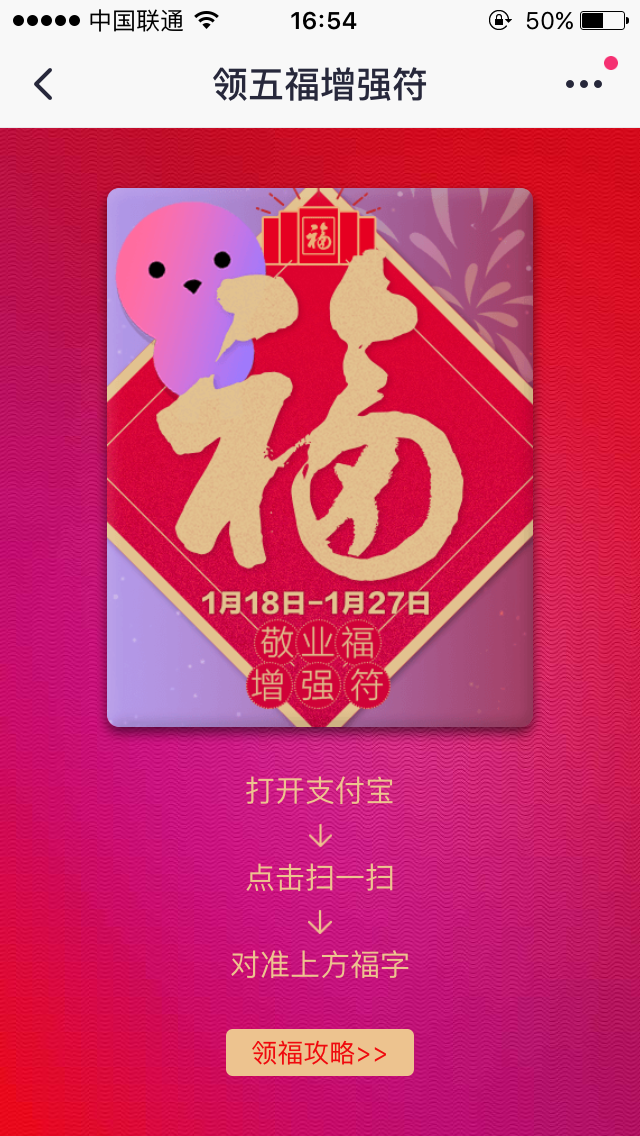 中国联通 16:54 50%
领五福增强符
福
福
1月18日-1月27日
敬业福
增强符
打开支付宝
↓
点击扫一扫
↓
对准上方福字
领福攻略>>